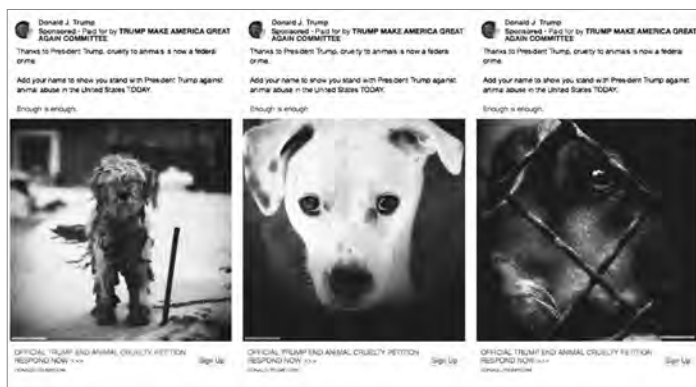 Donald J. Trump
Sponsored - Paid for by TRUMP MAKE AMERICA GREAT
AGAIN COMMITTEE
Thanks to President Trump, cruelty to animals is now a federal
crime.
Add your name to show you stand with President Trump against
animal abuse in the United States TODAY.
Enough is enough.
OFFICIAL TRUMP END ANIMAL CRUELTY PETITION
RESPOND NOW >>>
Sign Up
DONALDJTRUMP.COM
Donald J. Trump
Sponsored - Paid for by TRUMP MAKE AMERICA GREAT
AGAIN COMMITTEE
Thanks to President Trump, cruelty to animals is now a federal
crime.
Add your name to show you stand with President Trump against
animal abuse in the United States TODAY.
Enough is enough.
OFFICIAL TRUMP END ANIMAL CRUELTY PETITION
RESPOND NOW >>>
Sign Up
DONALDJTRUMP.COM
Donald J. Trump
Sponsored - Paid for by TRUMP MAKE AMERICA GREAT
AGAIN COMMITTEE
Thanks to President Trump, cruelty to animals is now a federal
crime.
Add your name to show you stand with President Trump against
animal abuse in the United States TODAY.
Enough is enough.
OFFICIAL TRUMP END ANIMAL CRUELTY PETITION
RESPOND NOW >>>
Sign Up
DONALDJTRUMP.COM